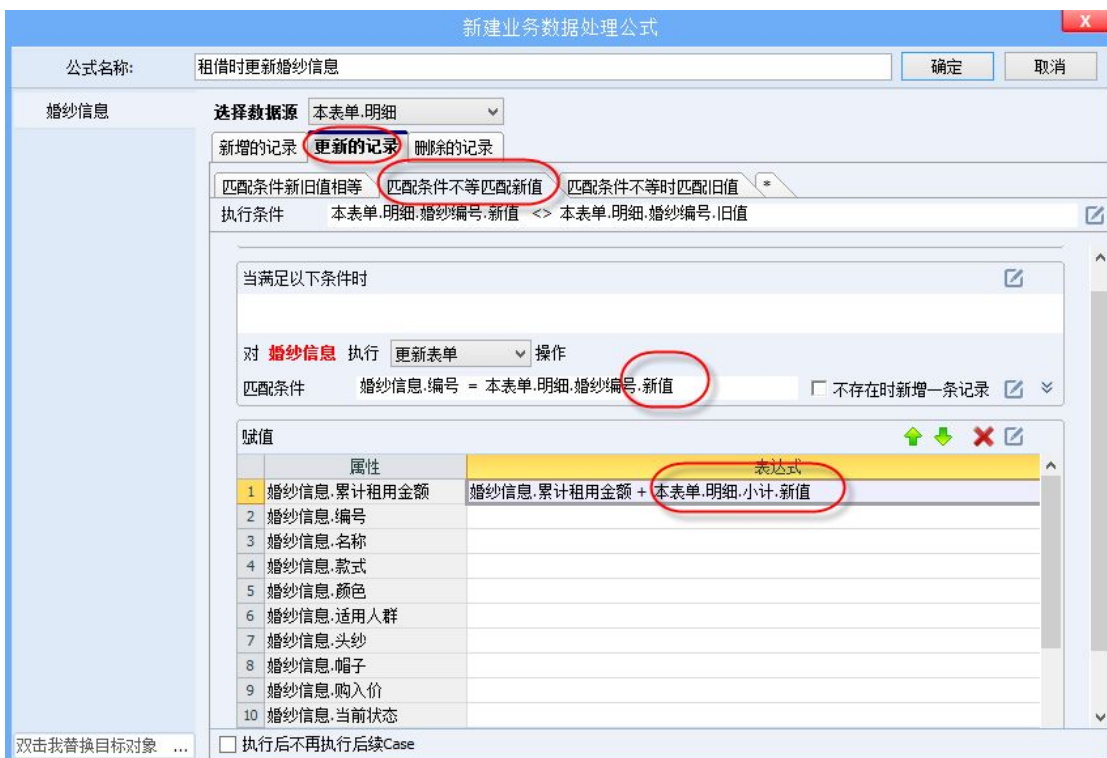 新建业务数据处理公式
X
公式名称: 租借时更新婚纱信息 确定 取消
婚纱信息
选择数据源 本表单.明细
新增的记录 更新的记录 删除的记录
匹配条件新旧值相等 匹配条件不等匹配新值 匹配条件不等时匹配旧值 *
执行条件 本表单.明细.婚纱编号.新值 <> 本表单.明细.婚纱编号.旧值
当满足以下条件时
对 婚纱信息 执行 更新表单 操作
匹配条件 婚纱信息.编号 = 本表单.明细.婚纱编号.新值 不存在时新增一条记录
赋值
属性 表达式
1 婚纱信息.累计租用金额 婚纱信息.累计租用金额 + 本表单.明细.小计.新值
2 婚纱信息.编号
3 婚纱信息.名称
4 婚纱信息.款式
5 婚纱信息.颜色
6 婚纱信息.适用人群
7 婚纱信息.头纱
8 婚纱信息.帽子
9 婚纱信息.购入价
10 婚纱信息.当前状态
双击我替换目标对象 ... 执行后不再执行后续Case